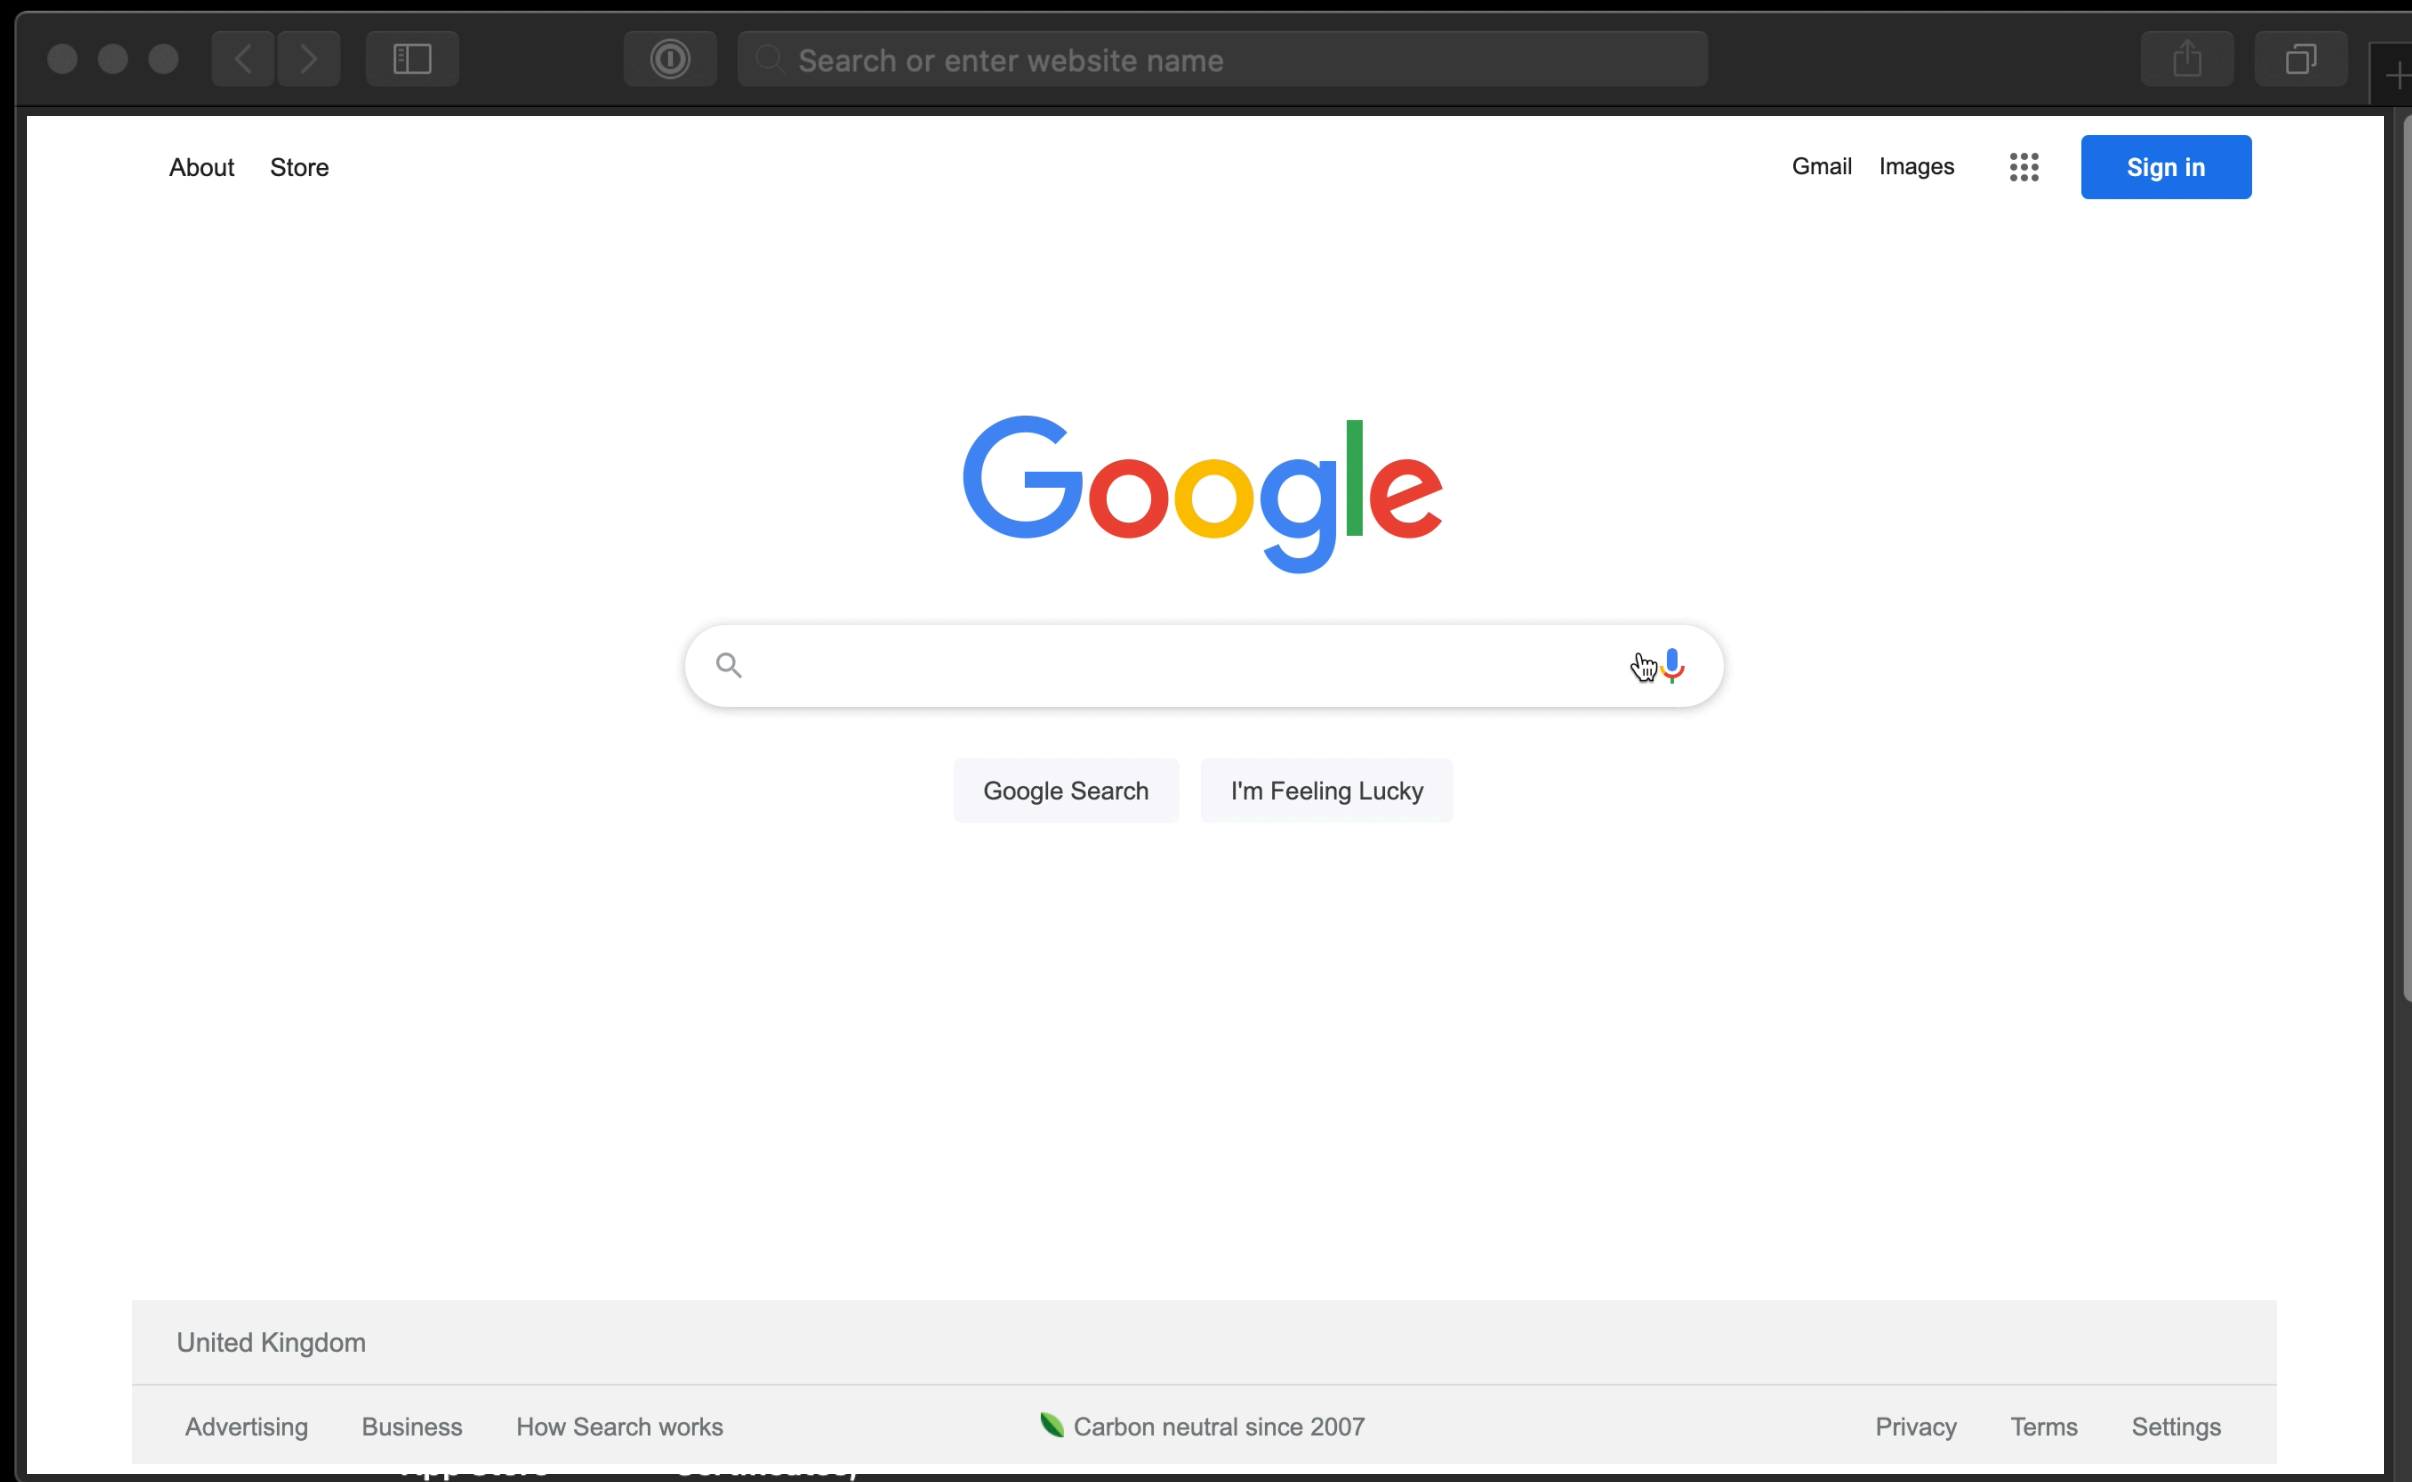 Search or enter website name
About Store
Gmail Images Sign in
Google
Google Search I'm Feeling Lucky
United Kingdom
Advertising Business How Search works Carbon neutral since 2007 Privacy Terms Settings